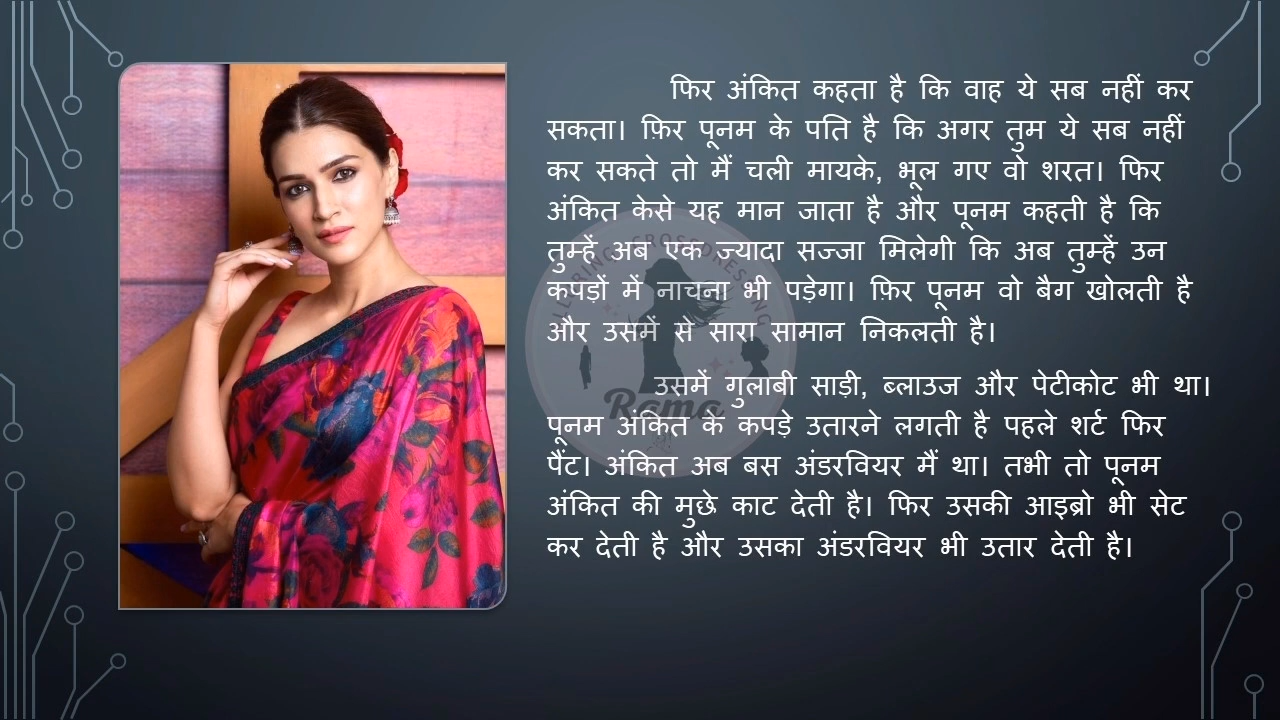 फिर अंकित कहता है कि वाह ये सब नहीं कर
सकता। फ़िर पूनम के पति है कि अगर तुम ये सब नहीं
कर सकते तो मैं चली मायके, भूल गए वो शरत। फिर
अंकित केसे यह मान जाता है और पूनम कहती है कि
तुम्हें अब एक ज्यादा सज्जा मिलेगी कि अब तुम्हें उन
कपड़ों में नाचना भी पड़ेगा। फ़िर पूनम वो बैग खोलती है
और उसमें से सारा सामान निकलती है।
उसमें गुलाबी साड़ी, ब्लाउज और पेटीकोट भी था।
पूनम अंकित के कपड़े उतारने लगती है पहले शर्ट फिर
पैंट। अंकित अब बस अंडरवियर मैं था। तभी तो पूनम
अंकित की मुछे काट देती है। फिर उसकी आइब्रो भी सेट
कर देती है और उसका अंडरवियर भी उतार देती है।
CROSSDRESSING
Rama